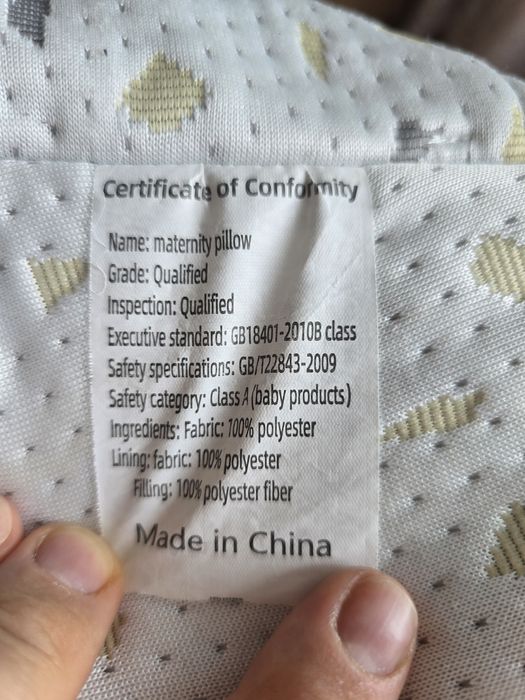 Certificate of Conformity
Name: maternity pillow
Grade: Qualified
Inspection: Qualified
Executive standard: GB18401-2010B class
Safety specifications: GB/T22843-2009
Safety category: Class A (baby products)
Ingredients: Fabric: 100% polyester
Lining: fabric: 100% polyester
Filling: 100% polyester fiber
Made in China